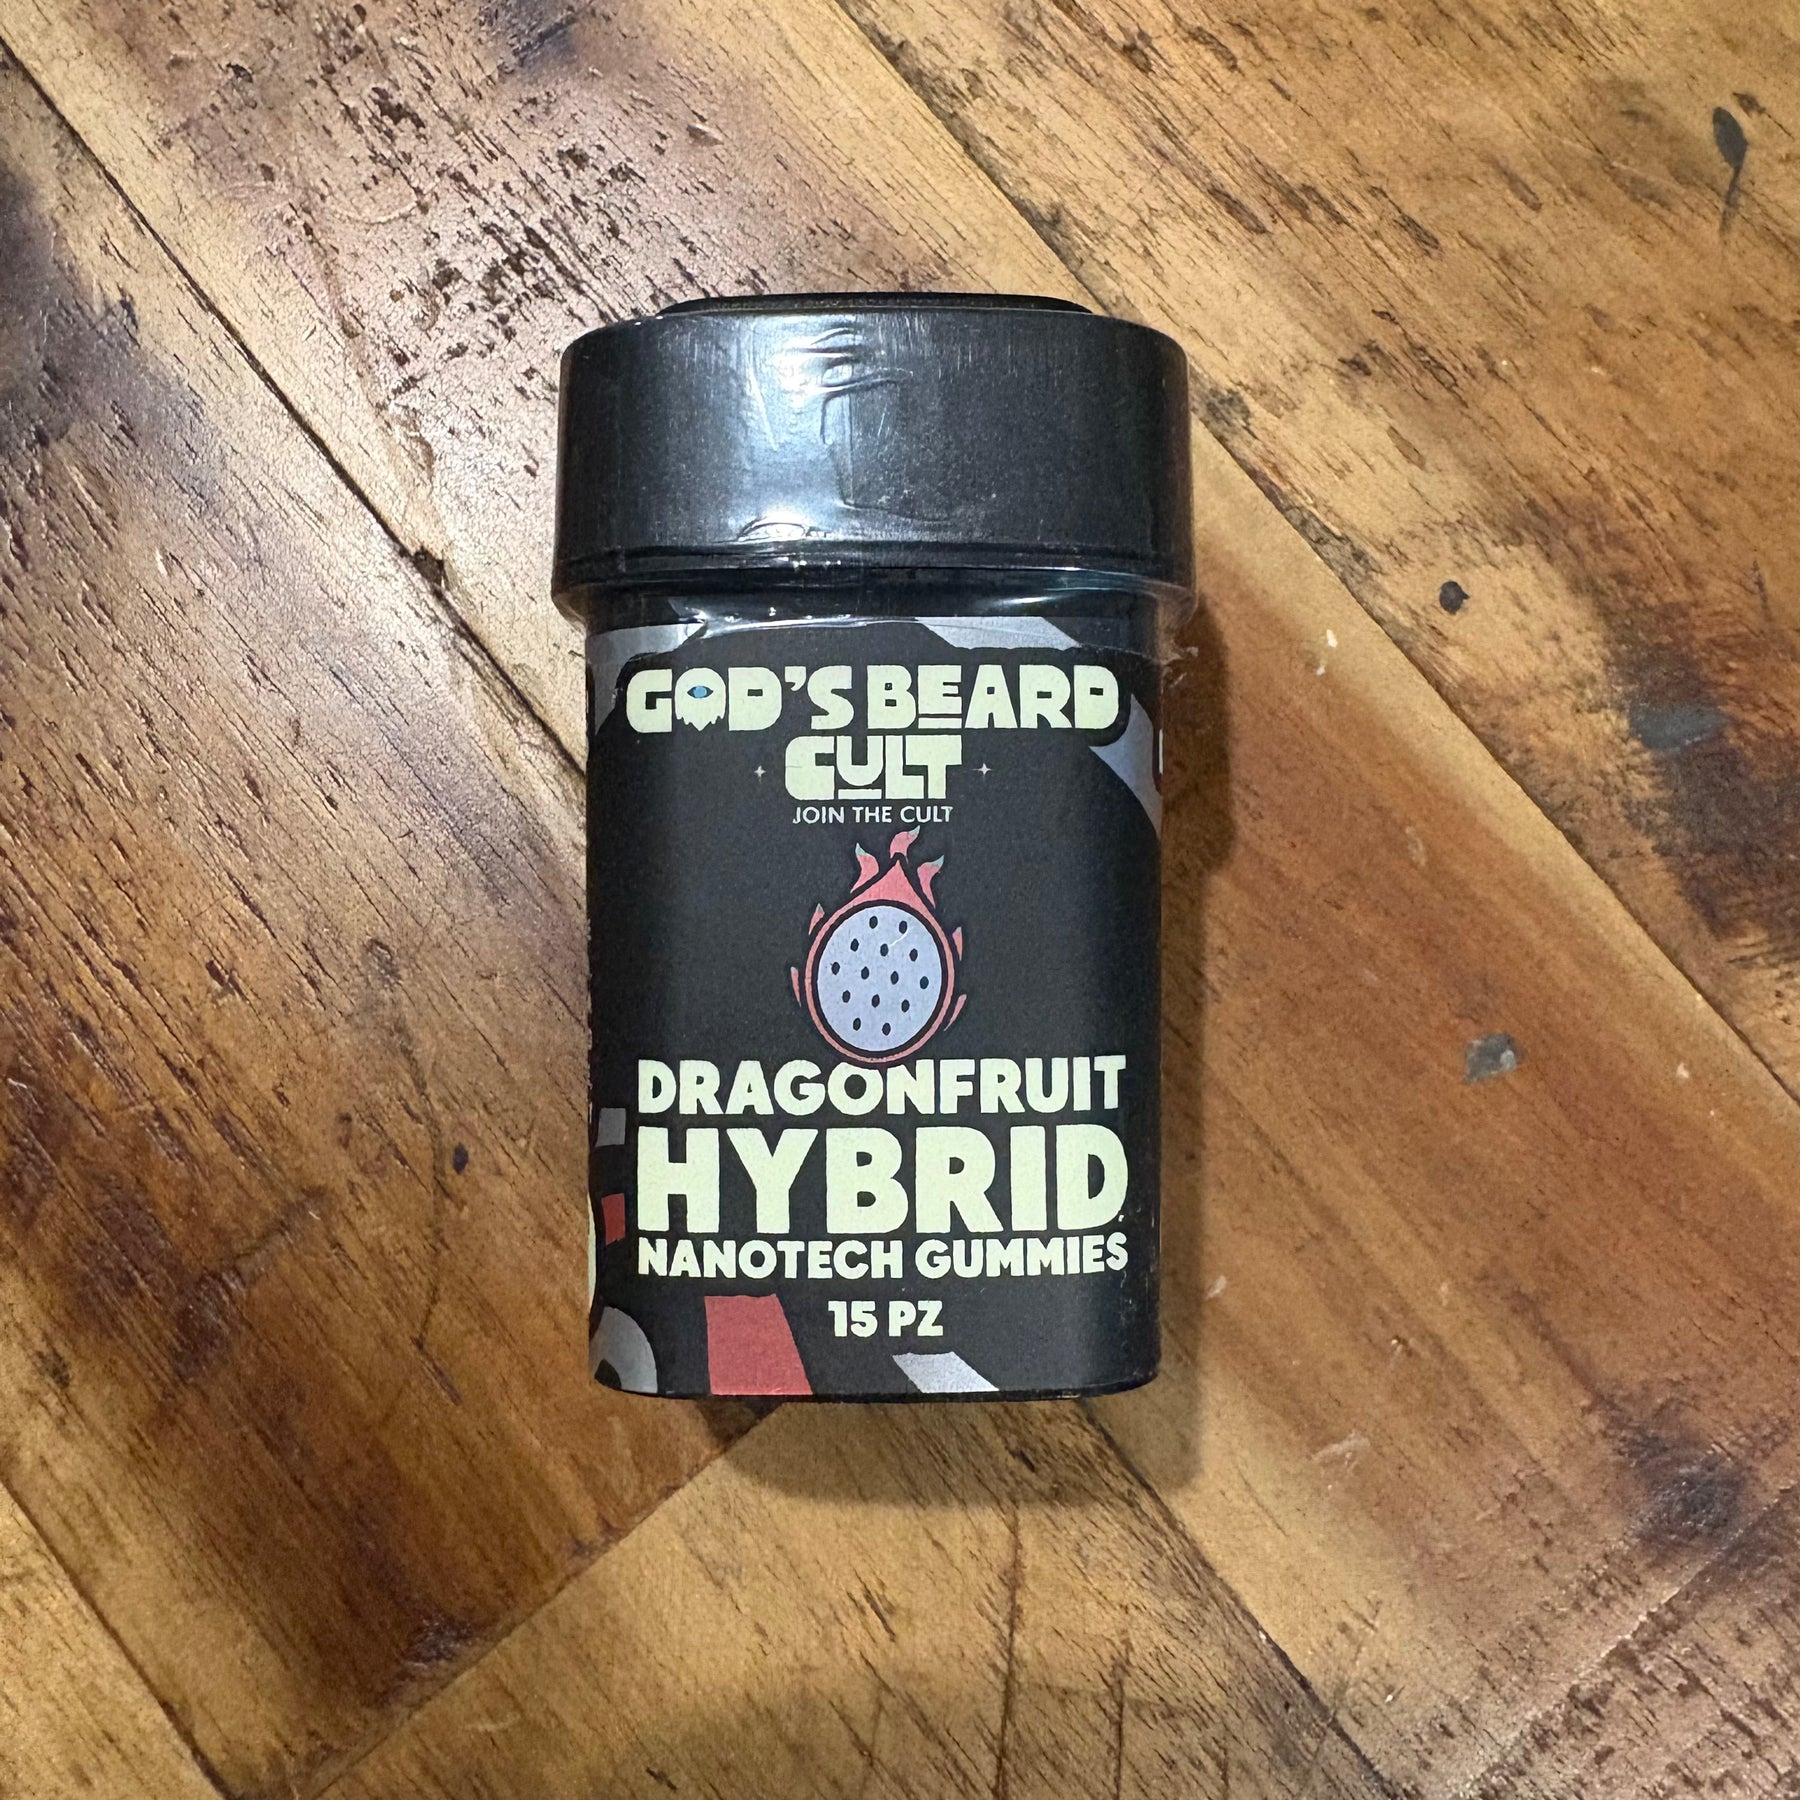 GOD'S BEARD
CULT
JOIN THE CULT
DRAGONFRUIT
HYBRID
NANOTECH GUMMIES
15 PZ